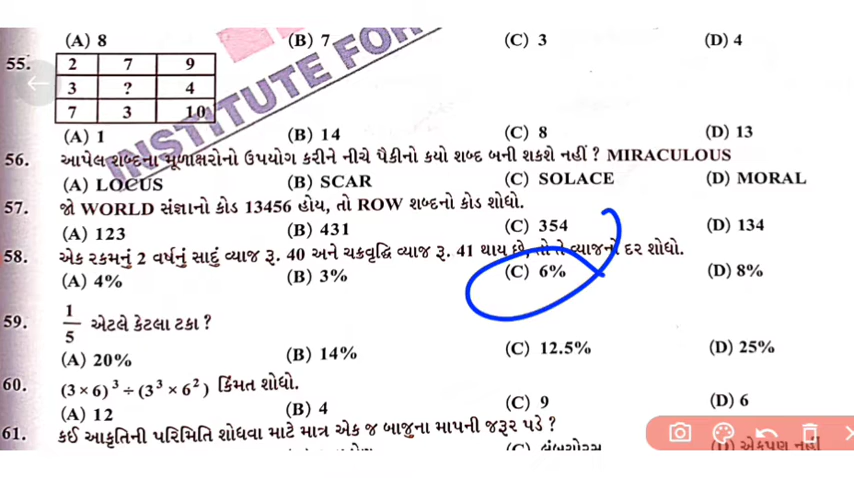 (A) 8 (B) 7 (C) 3 (D) 4
55. 2 7 9
3 ? 4
7 3 10
(A) 1 (B) 14 (C) 8 (D) 13
56. આપેલ શબ્દના મૂળાક્ષરોનો ઉપયોગ કરીને નીચે પૈકીનો કયો શબ્દ બની શકશે નહીં ? MIRACULOUS
(A) LOCUS (B) SCAR (C) SOLACE (D) MORAL
57. જો WORLD સંજ્ઞાનો કોડ 13456 હોય, તો ROW શબ્દનો કોડ શોધો.
(A) 123 (B) 431 (C) 354 (D) 134
58. એક રકમનું 2 વર્ષનું સાદું વ્યાજ રૂ. 40 અને ચક્રવૃદ્ધિ વ્યાજ રૂ. 41 થાય છે, તો તે વ્યાજનો દર શોધો.
(A) 4% (B) 3% (C) 6% (D) 8%
59. 1/5 એટલે કેટલા ટકા ?
(A) 20% (B) 14% (C) 12.5% (D) 25%
60. (3 × 6)³ ÷ (3³ × 6²) કિંમત શોધો.
(A) 12 (B) 4 (C) 9 (D) 6
61. કઈ આકૃતિની પરિમિતિ શોધવા માટે માત્ર એક જ બાજુના માપની જરૂર પડે ?
INSTITUTE FOR